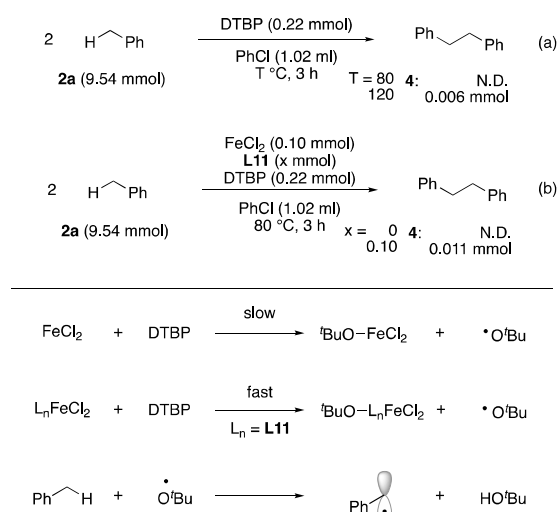 2 H Ph DTBP (0.22 mmol) Ph Ph (a)
2a (9.54 mmol) PhCl (1.02 ml) T °C, 3 h T = 80 4: N.D.
120 0.006 mmol
FeCl₂ (0.10 mmol)
L11 (x mmol)
2 H Ph DTBP (0.22 mmol) Ph Ph (b)
2a (9.54 mmol) PhCl (1.02 ml) 80 °C, 3 h x = 0 4: N.D.
0.10 0.011 mmol
slow
FeCl₂ + DTBP ᵗBuO–FeCl₂ + •OᵗBu
fast
LₙFeCl₂ + DTBP ᵗBuO–LₙFeCl₂ + •OᵗBu
Lₙ = L11
Ph H + •OᵗBu Ph • + HOᵗBu